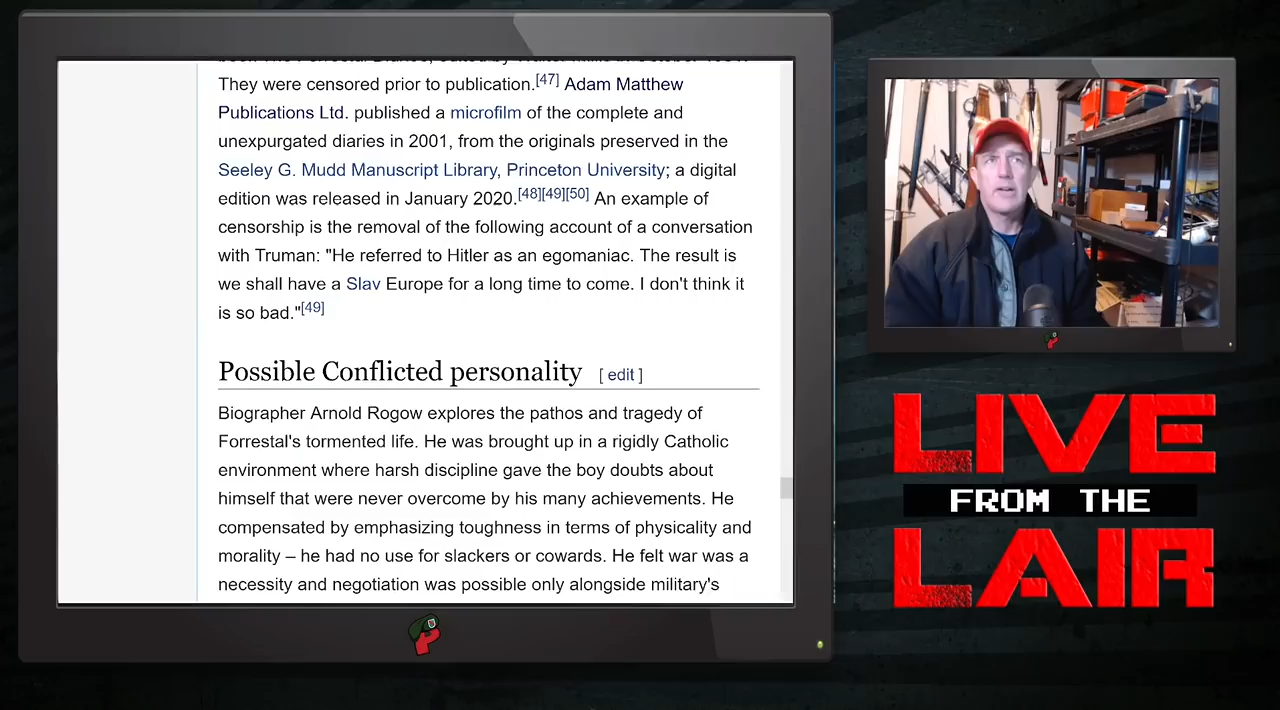 They were censored prior to publication.[47] Adam Matthew
Publications Ltd. published a microfilm of the complete and
unexpurgated diaries in 2001, from the originals preserved in the
Seeley G. Mudd Manuscript Library, Princeton University; a digital
edition was released in January 2020.[48][49][50] An example of
censorship is the removal of the following account of a conversation
with Truman: "He referred to Hitler as an egomaniac. The result is
we shall have a Slav Europe for a long time to come. I don't think it
is so bad."[49]
Possible Conflicted personality [ edit ]
Biographer Arnold Rogow explores the pathos and tragedy of
Forrestal's tormented life. He was brought up in a rigidly Catholic
environment where harsh discipline gave the boy doubts about
himself that were never overcome by his many achievements. He
compensated by emphasizing toughness in terms of physicality and
morality – he had no use for slackers or cowards. He felt war was a
necessity and negotiation was possible only alongside military's
LIVE
FROM THE
LAIR